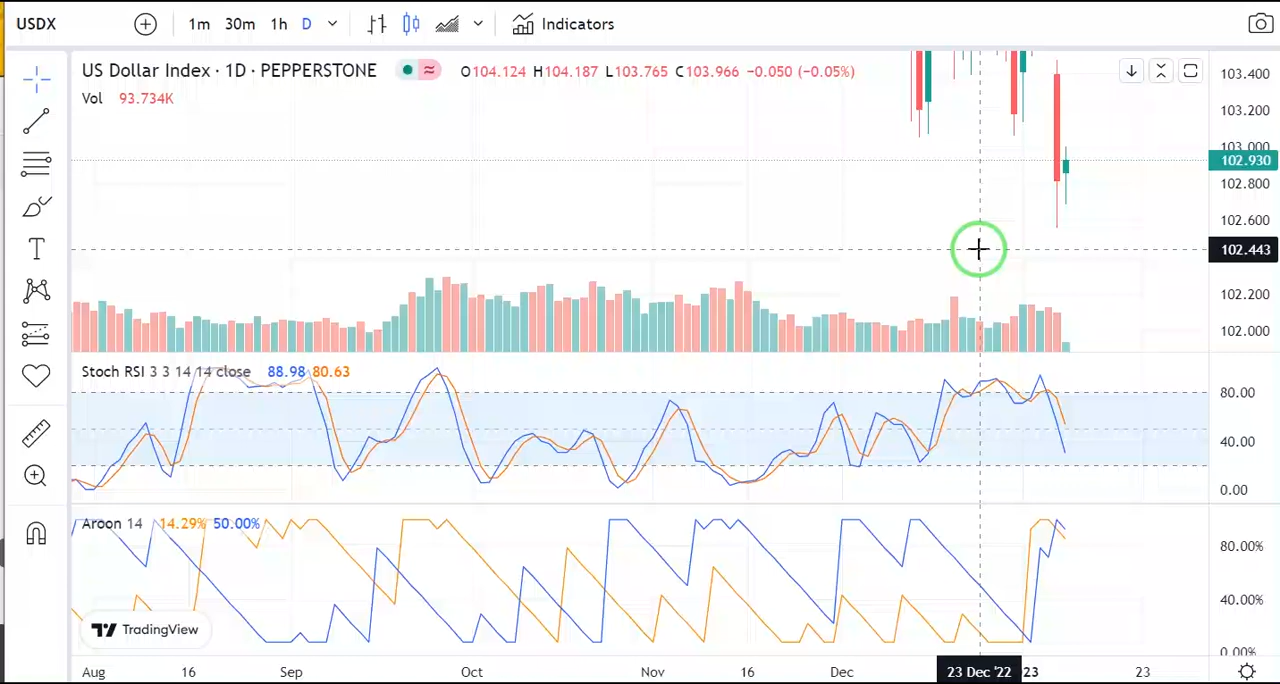 USDX 1m 30m 1h D Indicators
US Dollar Index · 1D · PEPPERSTONE O104.124 H104.187 L103.765 C103.966 −0.050 (−0.05%)
Vol 93.734K
103.400
103.200
103.000
102.930
102.800
102.600
102.443
102.200
102.000
Stoch RSI 3 3 14 14 close 88.98 80.63
80.00
40.00
0.00
Aroon 14 14.29% 50.00%
80.00%
40.00%
0.00%
TradingView
Aug 16 Sep Oct Nov 16 Dec 23 Dec '22 23 23